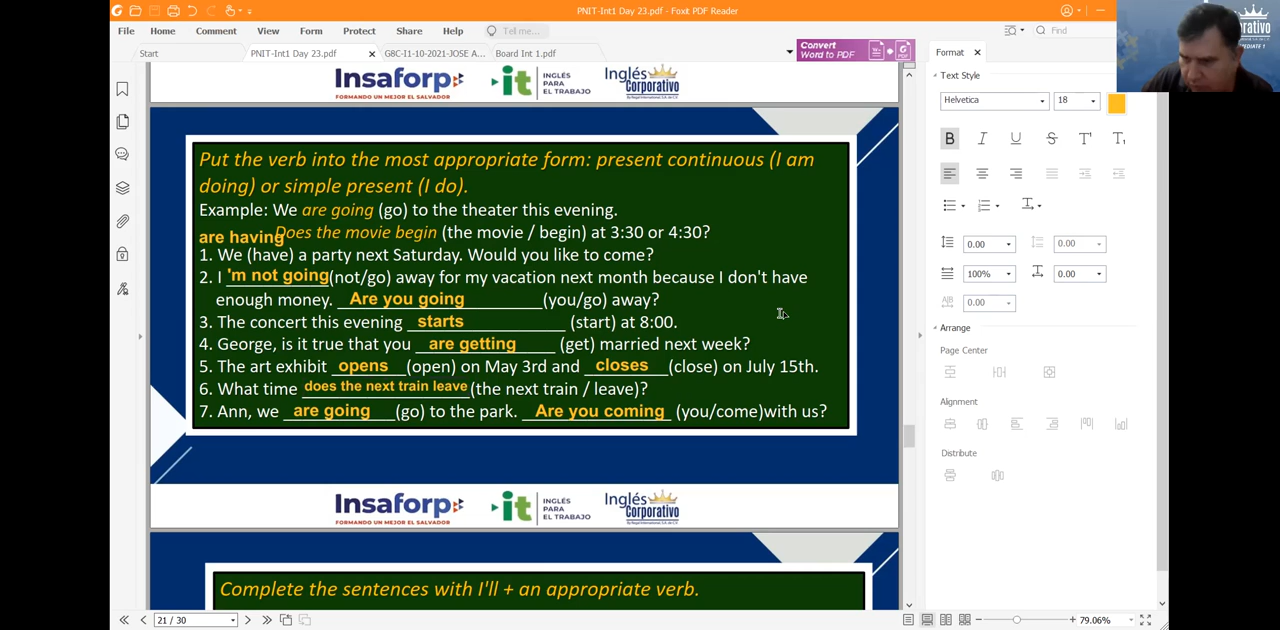 PNIT-Int1 Day 23.pdf - Foxt PDF Reader
File Home Comment View Form Protect Share Help Tell me... Find
Start PNIT-Int1 Day 23.pdf G8C-I1-10-2021-JOSE A... Board Int 1.pdf
Convert
Word to PDF
Format
Text Style
Helvetica 18
B I U S T T
0.00 0.00
100% 0.00
0.00
Arrange
Page Center
Alignment
Distribute
Insaforp
FORMANDO UN MEJOR EL SALVADOR
it INGLÉS
PARA
EL TRABAJO
Inglés
Corporativo
Put the verb into the most appropriate form: present continuous (I am
doing) or simple present (I do).
Example: We are going (go) to the theater this evening.
Does the movie begin (the movie / begin) at 3:30 or 4:30?
are having
1. We (have) a party next Saturday. Would you like to come?
2. I 'm not going (not/go) away for my vacation next month because I don't have
enough money. Are you going (you/go) away?
3. The concert this evening starts (start) at 8:00.
4. George, is it true that you are getting (get) married next week?
5. The art exhibit opens (open) on May 3rd and closes (close) on July 15th.
6. What time does the next train leave (the next train / leave)?
7. Ann, we are going (go) to the park. Are you coming (you/come)with us?
Insaforp
FORMANDO UN MEJOR EL SALVADOR
it INGLÉS
PARA
EL TRABAJO
Inglés
Corporativo
Complete the sentences with I'll + an appropriate verb.
21 / 30
79.06%